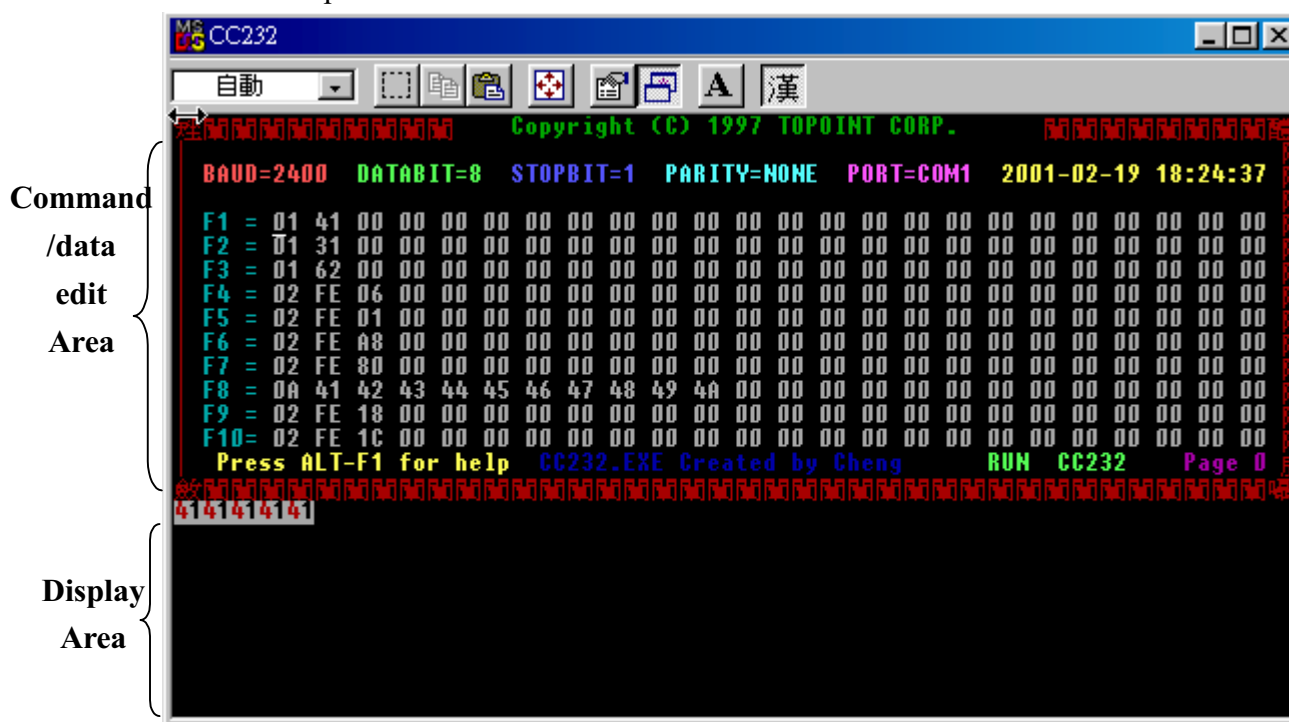 CC232
自動
A 漢
Copyright (C) 1997 TOPOINT CORP.
BAUD=2400 DATABIT=8 STOPBIT=1 PARITY=NONE PORT=COM1 2001-02-19 18:24:37
F1 = 01 41 00 00 00 00 00 00 00 00 00 00 00 00 00 00 00 00 00 00 00 00 00 00
F2 = 01 31 00 00 00 00 00 00 00 00 00 00 00 00 00 00 00 00 00 00 00 00 00 00
F3 = 01 62 00 00 00 00 00 00 00 00 00 00 00 00 00 00 00 00 00 00 00 00 00 00
F4 = 02 FE 06 00 00 00 00 00 00 00 00 00 00 00 00 00 00 00 00 00 00 00 00 00
F5 = 02 FE 01 00 00 00 00 00 00 00 00 00 00 00 00 00 00 00 00 00 00 00 00 00
F6 = 02 FE A8 00 00 00 00 00 00 00 00 00 00 00 00 00 00 00 00 00 00 00 00 00
F7 = 02 FE 80 00 00 00 00 00 00 00 00 00 00 00 00 00 00 00 00 00 00 00 00 00
F8 = 0A 41 42 43 44 45 46 47 48 49 4A 00 00 00 00 00 00 00 00 00 00 00 00 00
F9 = 02 FE 18 00 00 00 00 00 00 00 00 00 00 00 00 00 00 00 00 00 00 00 00 00
F10= 02 FE 1C 00 00 00 00 00 00 00 00 00 00 00 00 00 00 00 00 00 00 00 00 00
Press ALT-F1 for help CC232.EXE Created by Cheng RUN CC232 Page 0
4141414141
Command
/data
edit
Area
Display
Area